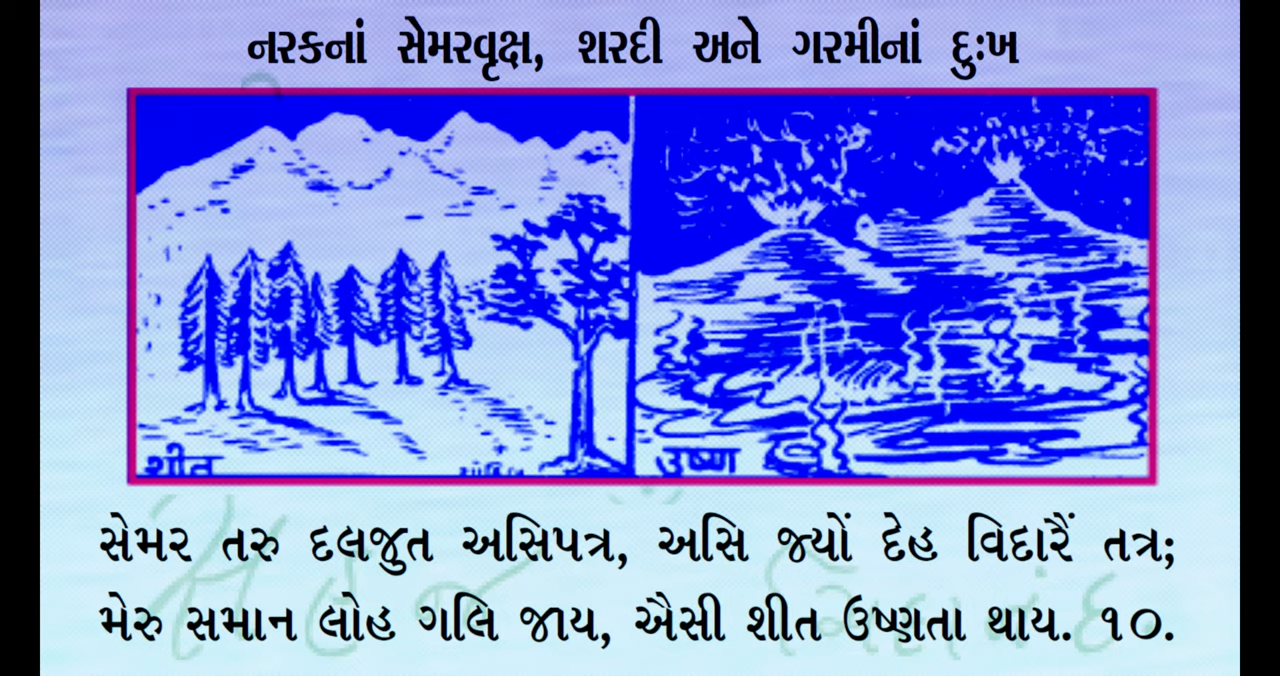 નરકનાં સેમરવૃક્ષ, શરદી અને ગરમીનાં દુઃખ
शीत
उष्ण
સેમર તરુ દલજુત અસિપત્ર, અસિ જ્યોં દેહ વિદારૈં તત્ર;
મેરુ સમાન લોહ ગલિ જાય, ઐસી શીત ઉષ્ણતા થાય. ૧૦.